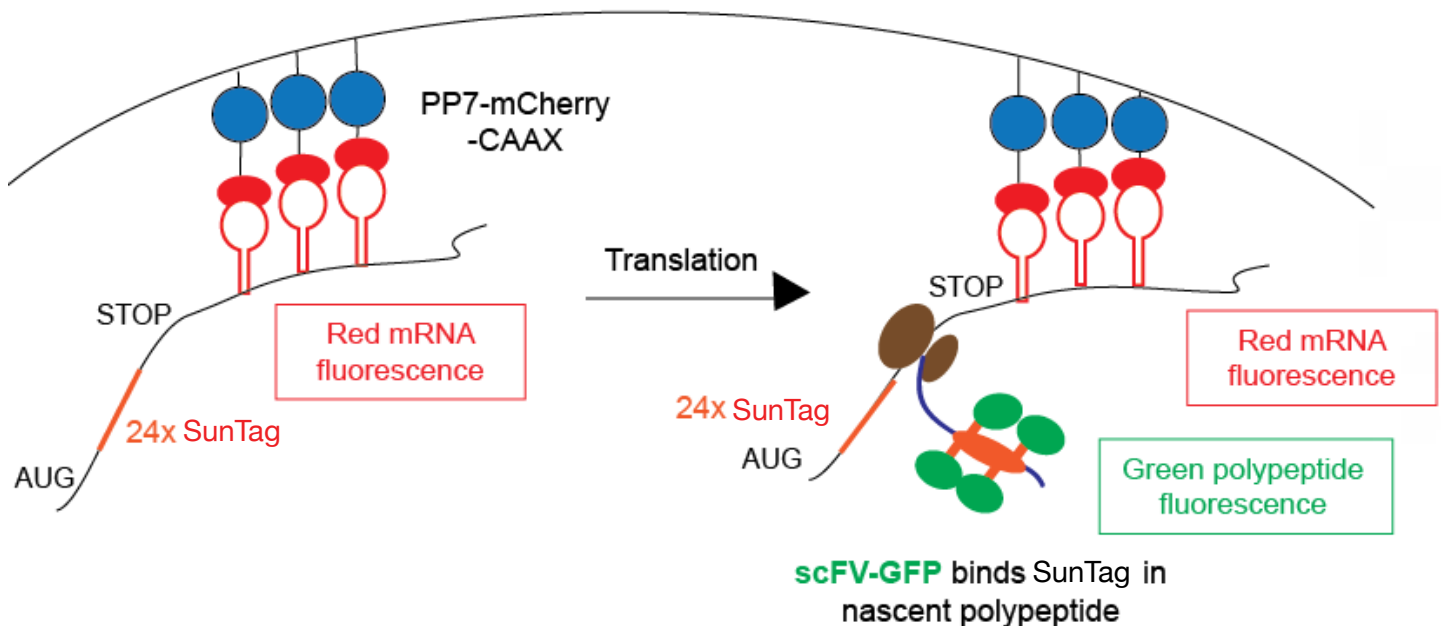 PP7-mCherry
-CAAX
STOP
Red mRNA
fluorescence
24x SunTag
AUG
Translation
STOP
Red mRNA
fluorescence
24x SunTag
AUG
Green polypeptide
fluorescence
scFV-GFP binds SunTag in
nascent polypeptide